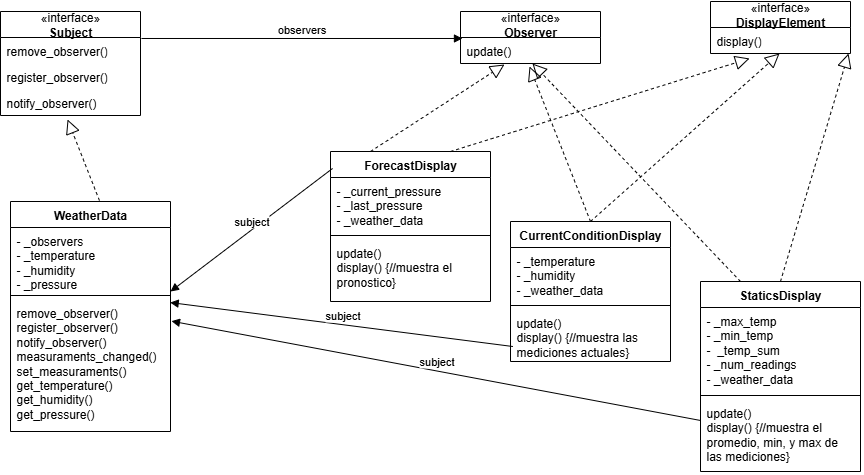 «interface»
Subject
remove_observer()
register_observer()
notify_observer()
observers
«interface»
Observer
update()
«interface»
DisplayElement
display()
ForecastDisplay
- _current_pressure
- _last_pressure
- _weather_data
update()
display() {//muestra el
pronostico}
subject
WeatherData
- _observers
- _temperature
- _humidity
- _pressure
remove_observer()
register_observer()
notify_observer()
measuraments_changed()
set_measuraments()
get_temperature()
get_humidity()
get_pressure()
CurrentConditionDisplay
- _temperature
- _humidity
- _weather_data
update()
display() {//muestra las
mediciones actuales}
subject
StaticsDisplay
- _max_temp
- _min_temp
- _temp_sum
- _num_readings
- _weather_data
update()
display() {//muestra el
promedio, min, y max de
las mediciones}
subject